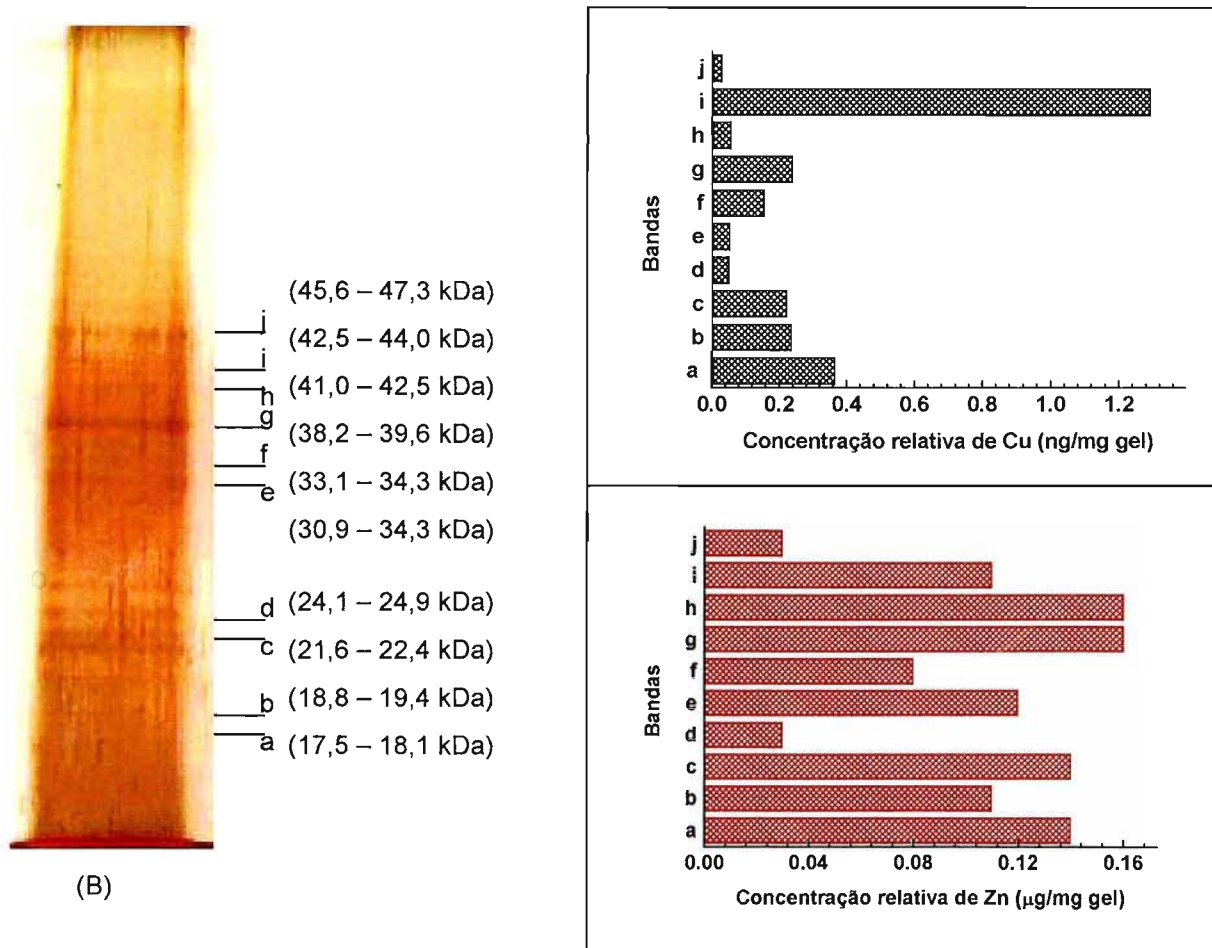 (45,6 – 47,3 kDa)
j
(42,5 – 44,0 kDa)
i
(41,0 – 42,5 kDa)
h
g
(38,2 – 39,6 kDa)
f
(33,1 – 34,3 kDa)
e
(30,9 – 34,3 kDa)
d
(24,1 – 24,9 kDa)
c
(21,6 – 22,4 kDa)
b
(18,8 – 19,4 kDa)
a
(17,5 – 18,1 kDa)
(B)
Bandas
j
i
h
g
f
e
d
c
b
a
0.0 0.2 0.4 0.6 0.8 1.0 1.2
Concentração relativa de Cu (ng/mg gel)
Bandas
j
i
h
g
f
e
d
c
b
a
0.00 0.04 0.08 0.12 0.16
Concentração relativa de Zn (µg/mg gel)